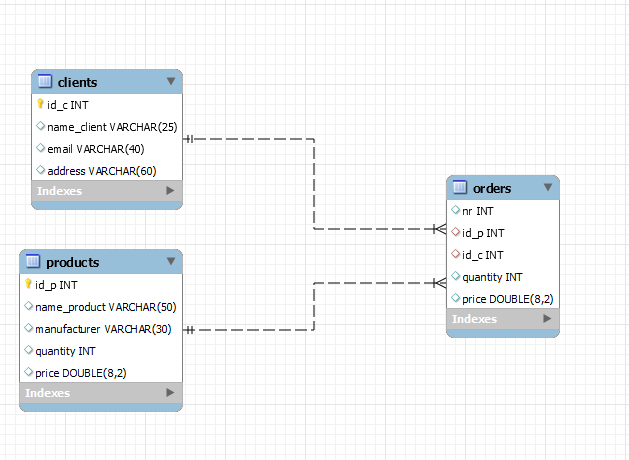 clients
id_c INT
name_client VARCHAR(25)
email VARCHAR(40)
address VARCHAR(60)
Indexes
products
id_p INT
name_product VARCHAR(50)
manufacturer VARCHAR(30)
quantity INT
price DOUBLE(8,2)
Indexes
orders
nr INT
id_p INT
id_c INT
quantity INT
price DOUBLE(8,2)
Indexes